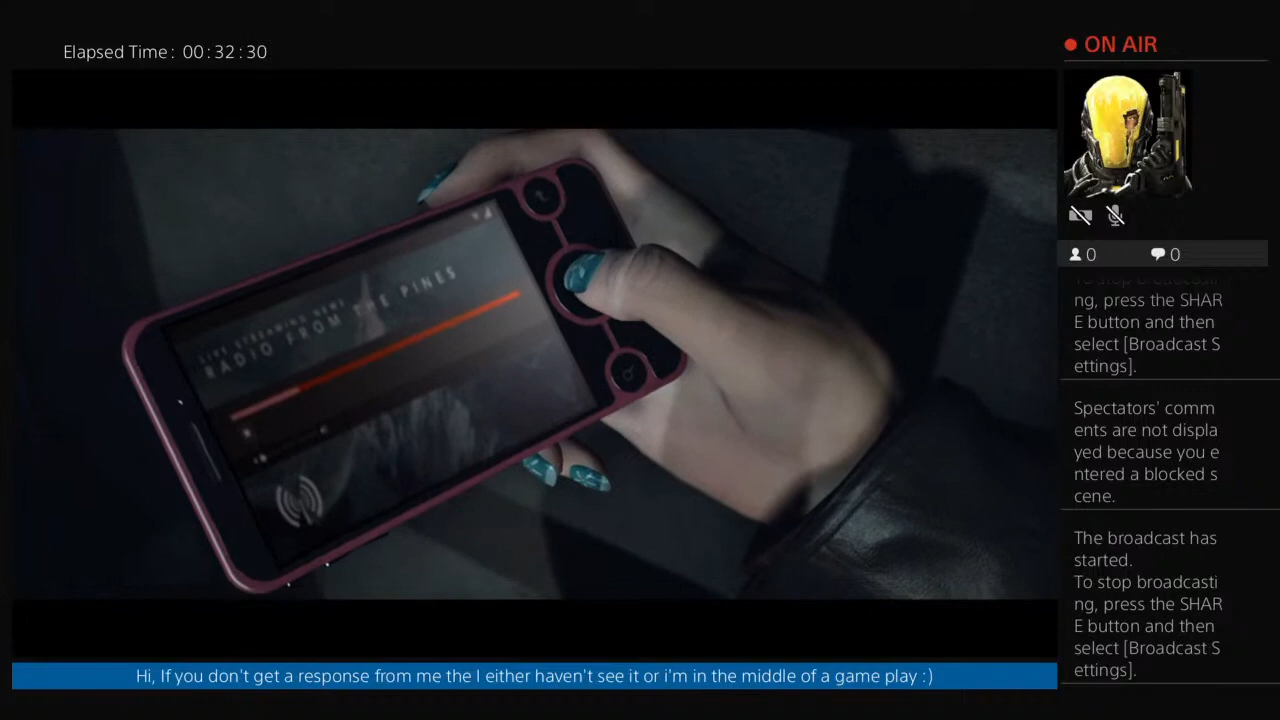 Elapsed Time: 00:32:30
ON AIR
LIVE STREAMING NOW!
RADIO FROM THE PINES
0
0
ng, press the SHAR
E button and then
select [Broadcast S
ettings].
Spectators' comm
ents are not displa
yed because you e
ntered a blocked s
cene.
The broadcast has
started.
To stop broadcasti
ng, press the SHAR
E button and then
select [Broadcast S
ettings].
Hi, If you don't get a response from me the I either haven't see it or i'm in the middle of a game play :)